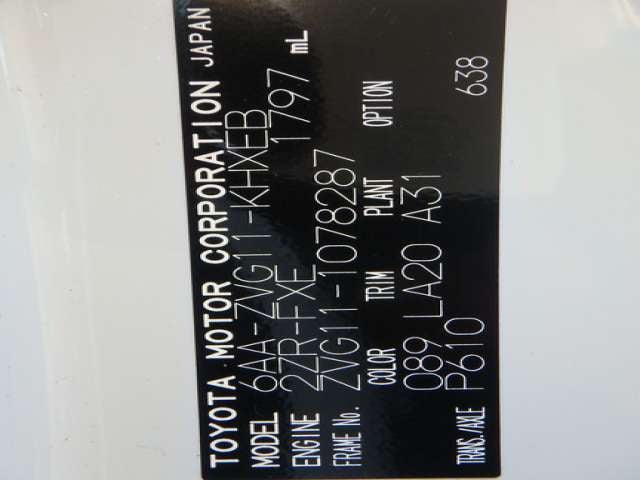 TOYOTA MOTOR CORPORATION JAPAN
MODEL 6AA-ZVG11-KHXEB
ENGINE 2ZR-FXE 1797 mL
FRAME No. ZVG11-1078287
COLOR TRIM PLANT OPTION
089 LA20 A31
TRANS./AXLE P610 638